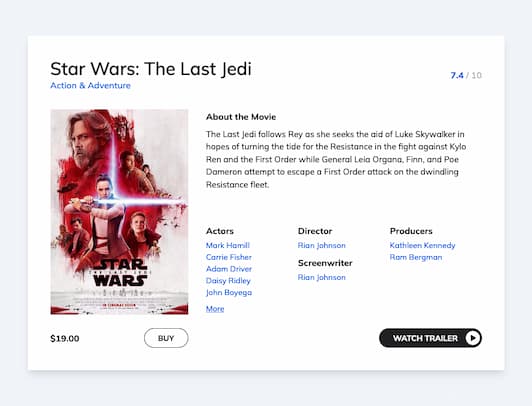 Star Wars: The Last Jedi
Action & Adventure
7.4 / 10
About the Movie
The Last Jedi follows Rey as she seeks the aid of Luke Skywalker in
hopes of turning the tide for the Resistance in the fight against Kylo
Ren and the First Order while General Leia Organa, Finn, and Poe
Dameron attempt to escape a First Order attack on the dwindling
Resistance fleet.
STAR
THE LAST JEDI
WARS
IN CINEMAS SOON
Actors
Mark Hamill
Carrie Fisher
Adam Driver
Daisy Ridley
John Boyega
More
Director
Rian Johnson
Screenwriter
Rian Johnson
Producers
Kathleen Kennedy
Ram Bergman
$19.00
BUY
WATCH TRAILER